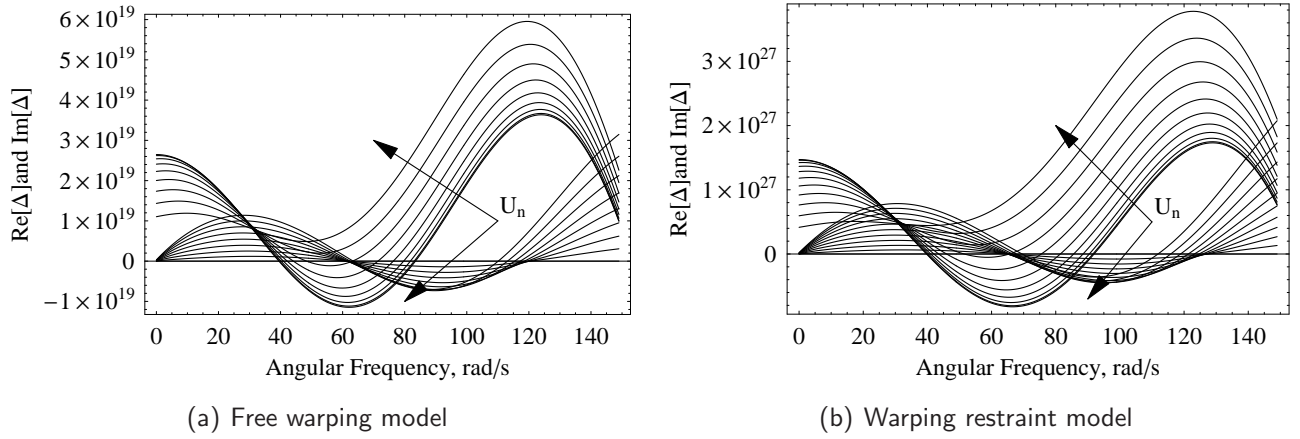 Re[Δ]and Im[Δ]
6 × 10^19
5 × 10^19
4 × 10^19
3 × 10^19
2 × 10^19
1 × 10^19
0
−1 × 10^19
U_n
0 20 40 60 80 100 120 140
Angular Frequency, rad/s
(a) Free warping model
Re[Δ]and Im[Δ]
3 × 10^27
2 × 10^27
1 × 10^27
0
U_n
0 20 40 60 80 100 120 140
Angular Frequency, rad/s
(b) Warping restraint model